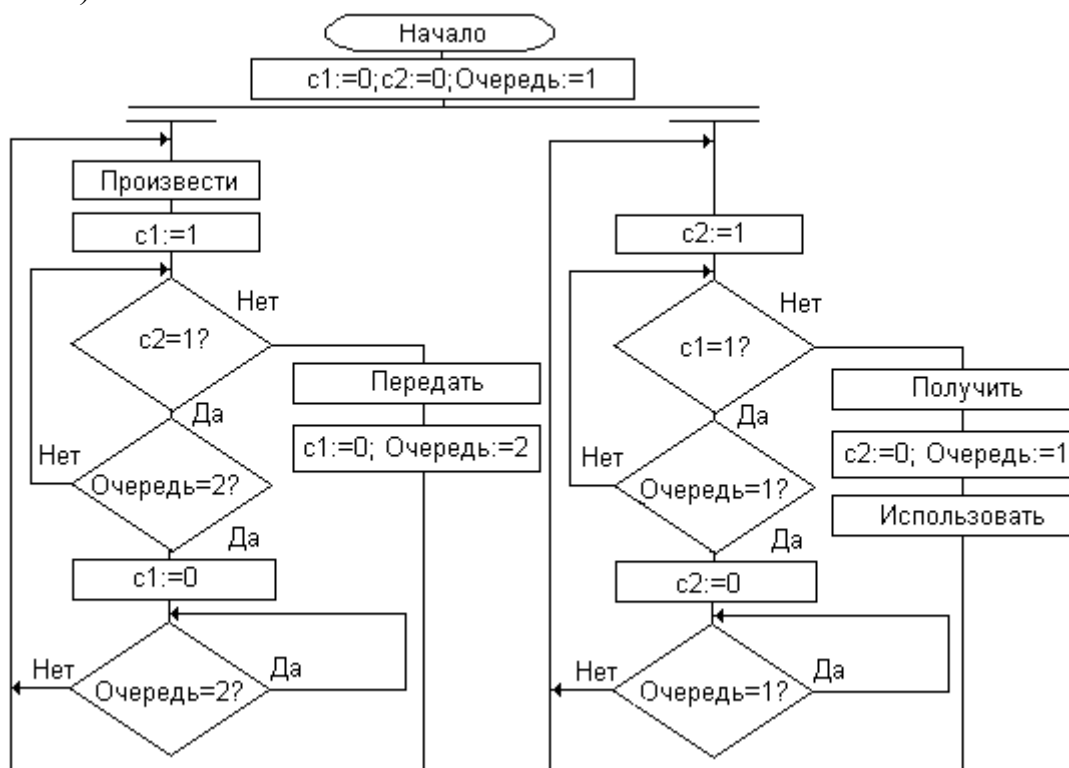 )
Начало
c1:=0;c2:=0;Очередь:=1
Произвести
c1:=1
Нет
c2=1?
Передать
Да
c1:=0; Очередь:=2
Нет
Очередь=2?
Да
c1:=0
Нет
Очередь=2?
Да
c2:=1
Нет
c1=1?
Получить
Да
c2:=0; Очередь:=1
Нет
Очередь=1?
Использовать
Да
c2:=0
Нет
Очередь=1?
Да